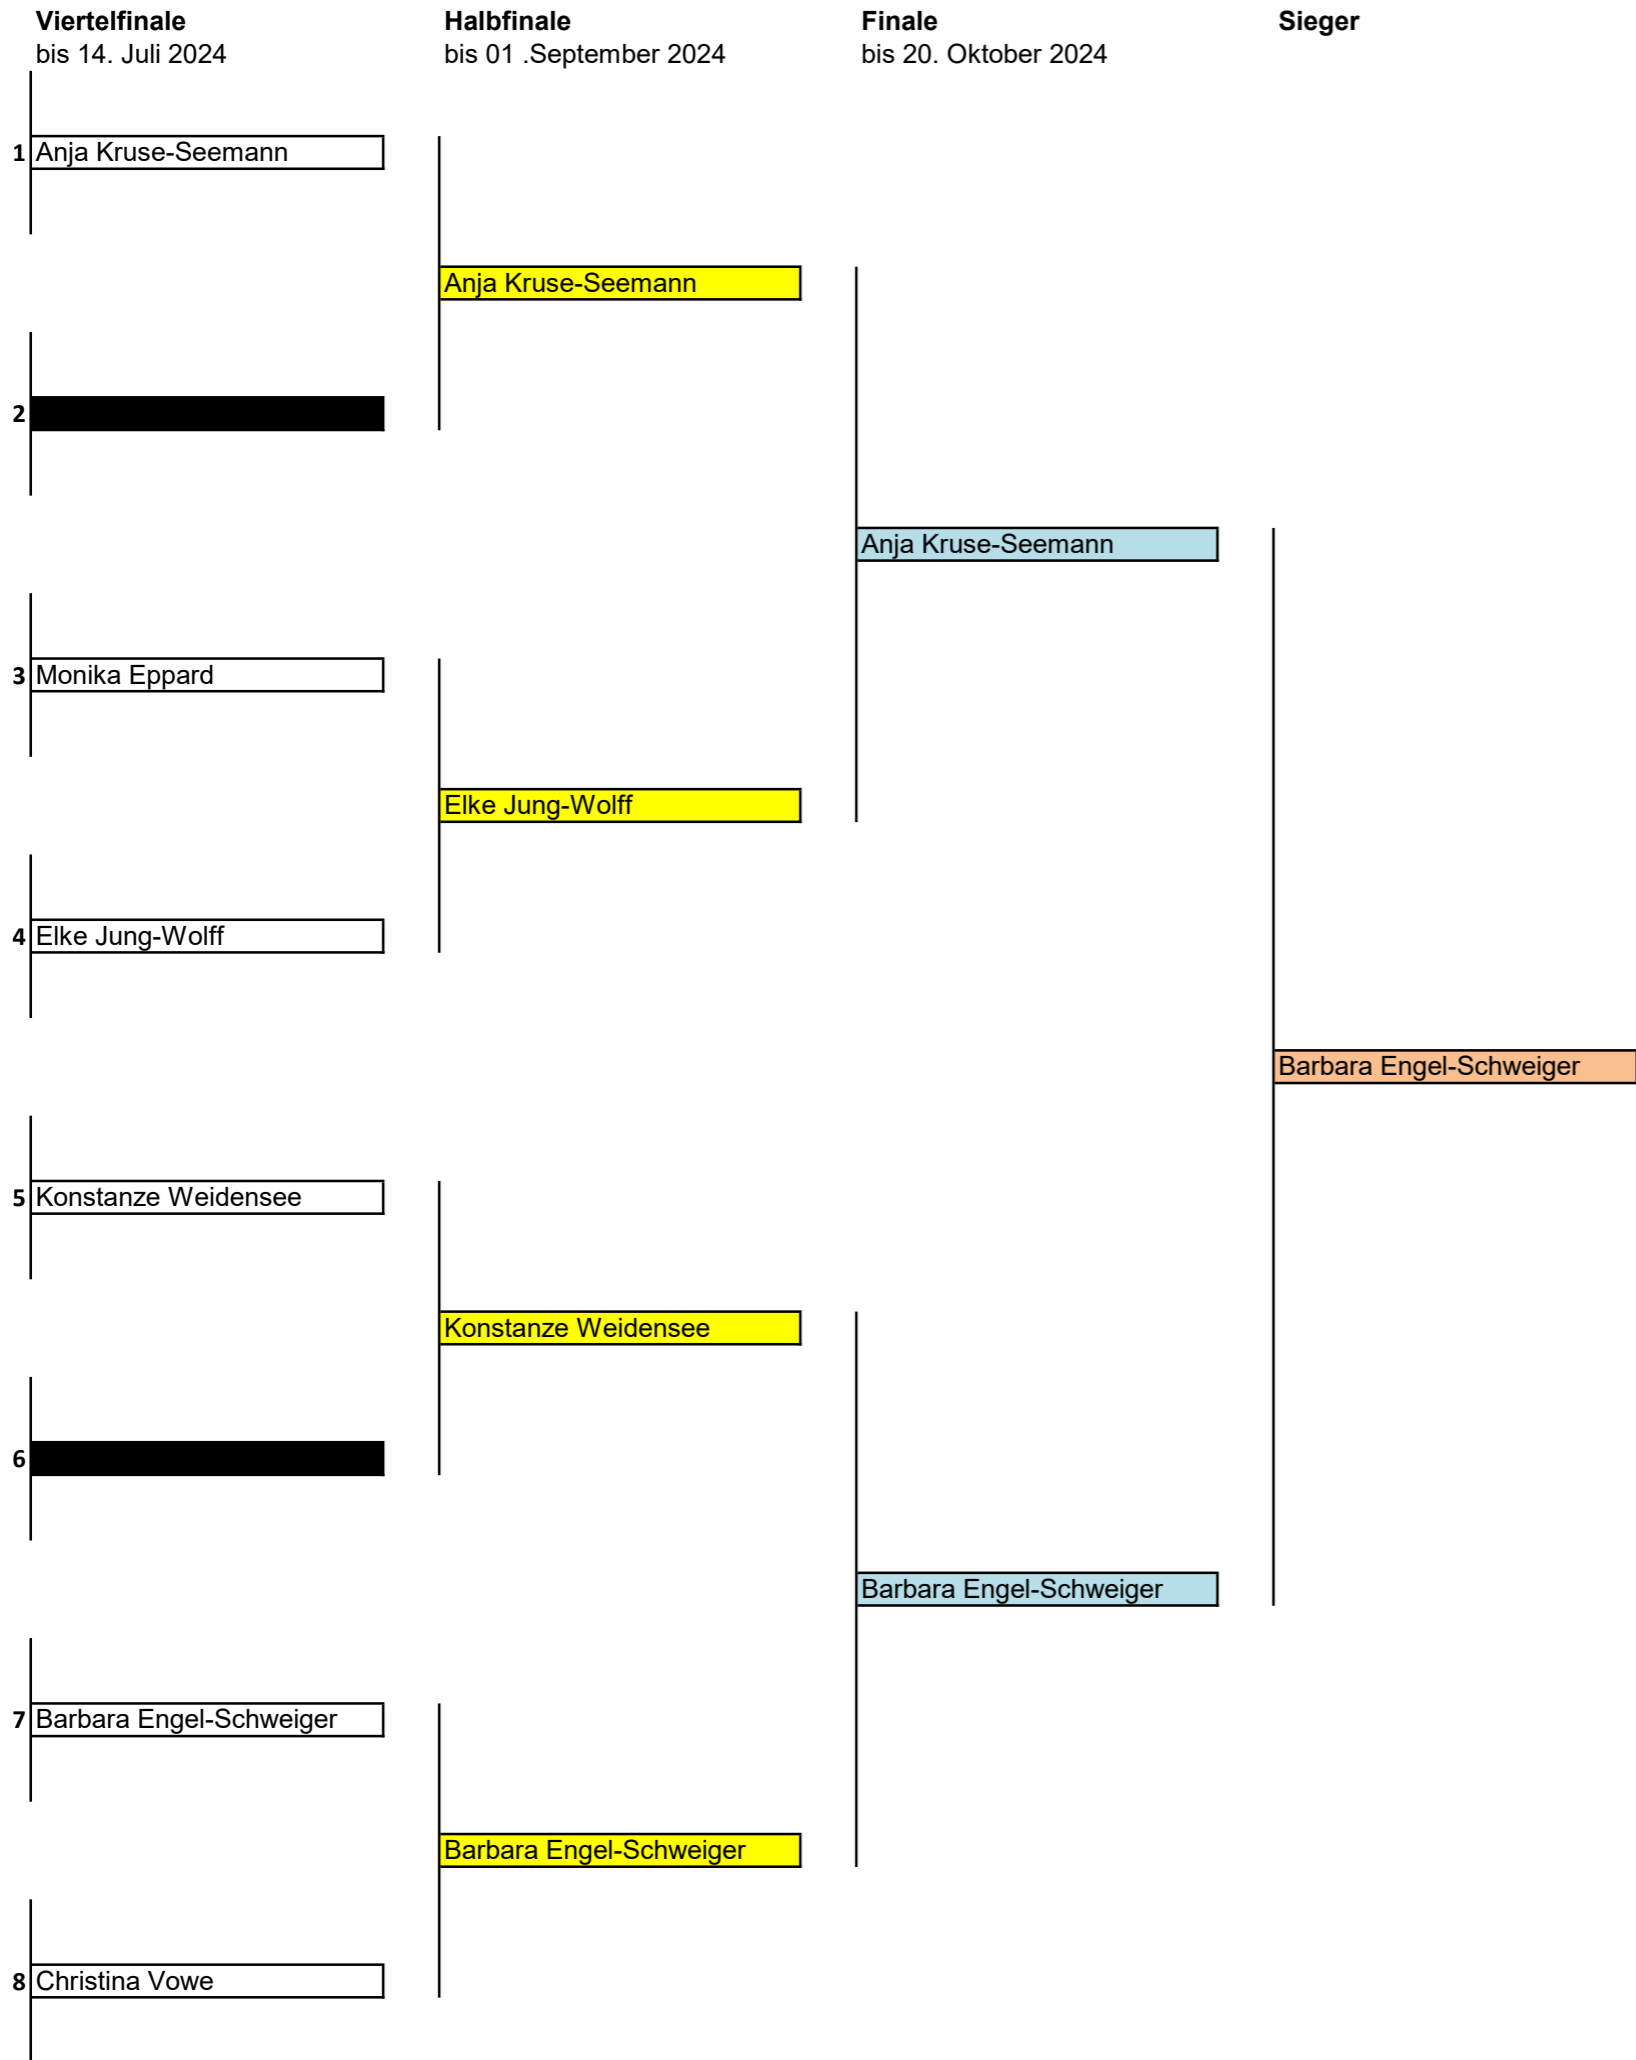 Viertelfinale
bis 14. Juli 2024
Halbfinale
bis 01 .September 2024
Finale
bis 20. Oktober 2024
Sieger
1 Anja Kruse-Seemann
Anja Kruse-Seemann
2
Anja Kruse-Seemann
3 Monika Eppard
Elke Jung-Wolff
4 Elke Jung-Wolff
Barbara Engel-Schweiger
5 Konstanze Weidensee
Konstanze Weidensee
6
Barbara Engel-Schweiger
7 Barbara Engel-Schweiger
Barbara Engel-Schweiger
8 Christina Vowe